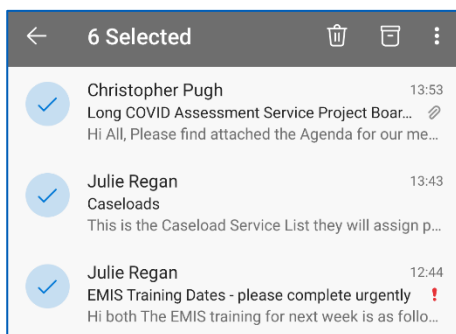 6 Selected
Christopher Pugh 13:53
Long COVID Assessment Service Project Boar...
Hi All, Please find attached the Agenda for our me...
Julie Regan 13:43
Caseloads
This is the Caseload Service List they will assign p...
Julie Regan 12:44
EMIS Training Dates - please complete urgently !
Hi both The EMIS training for next week is as follo...